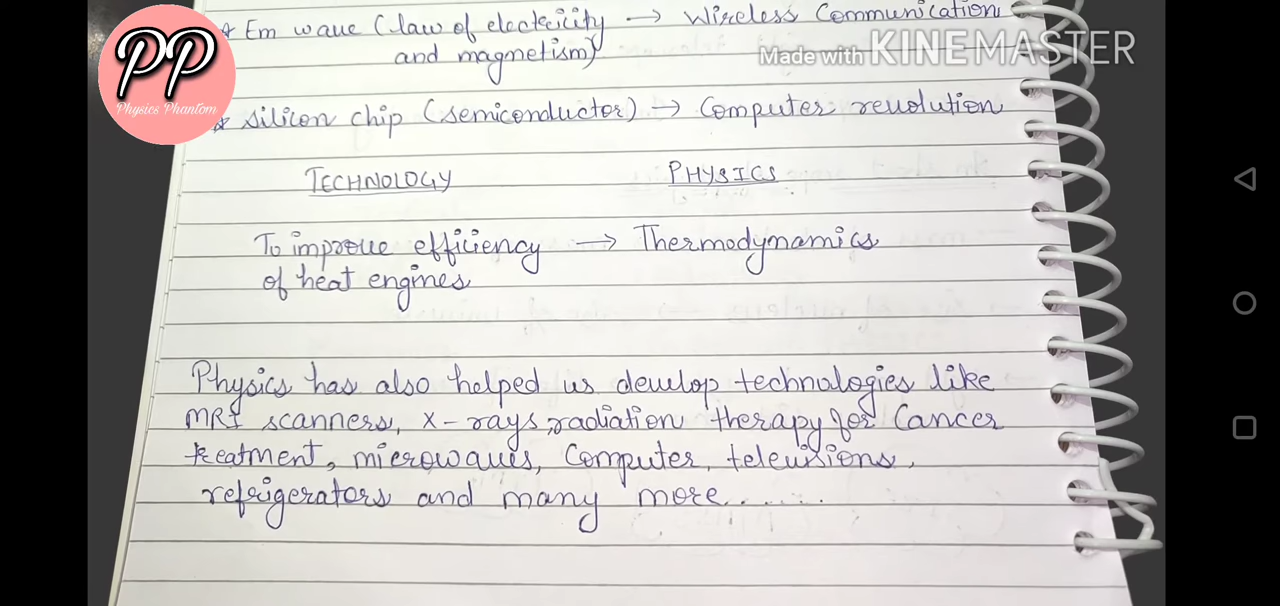 PP
Physics Phantom
Made with KINEMASTER
* Em wave (law of electricity → Wireless Communication
and magnetism)
* silicon chip (semiconductor) → Computer revolution
TECHNOLOGY PHYSICS
To improve efficiency → Thermodynamics
of heat engines
Physics has also helped us develop technologies like
MRI scanners, X-rays, radiation therapy for Cancer
treatment, microwaves, Computer, televisions,
refrigerators and many more......